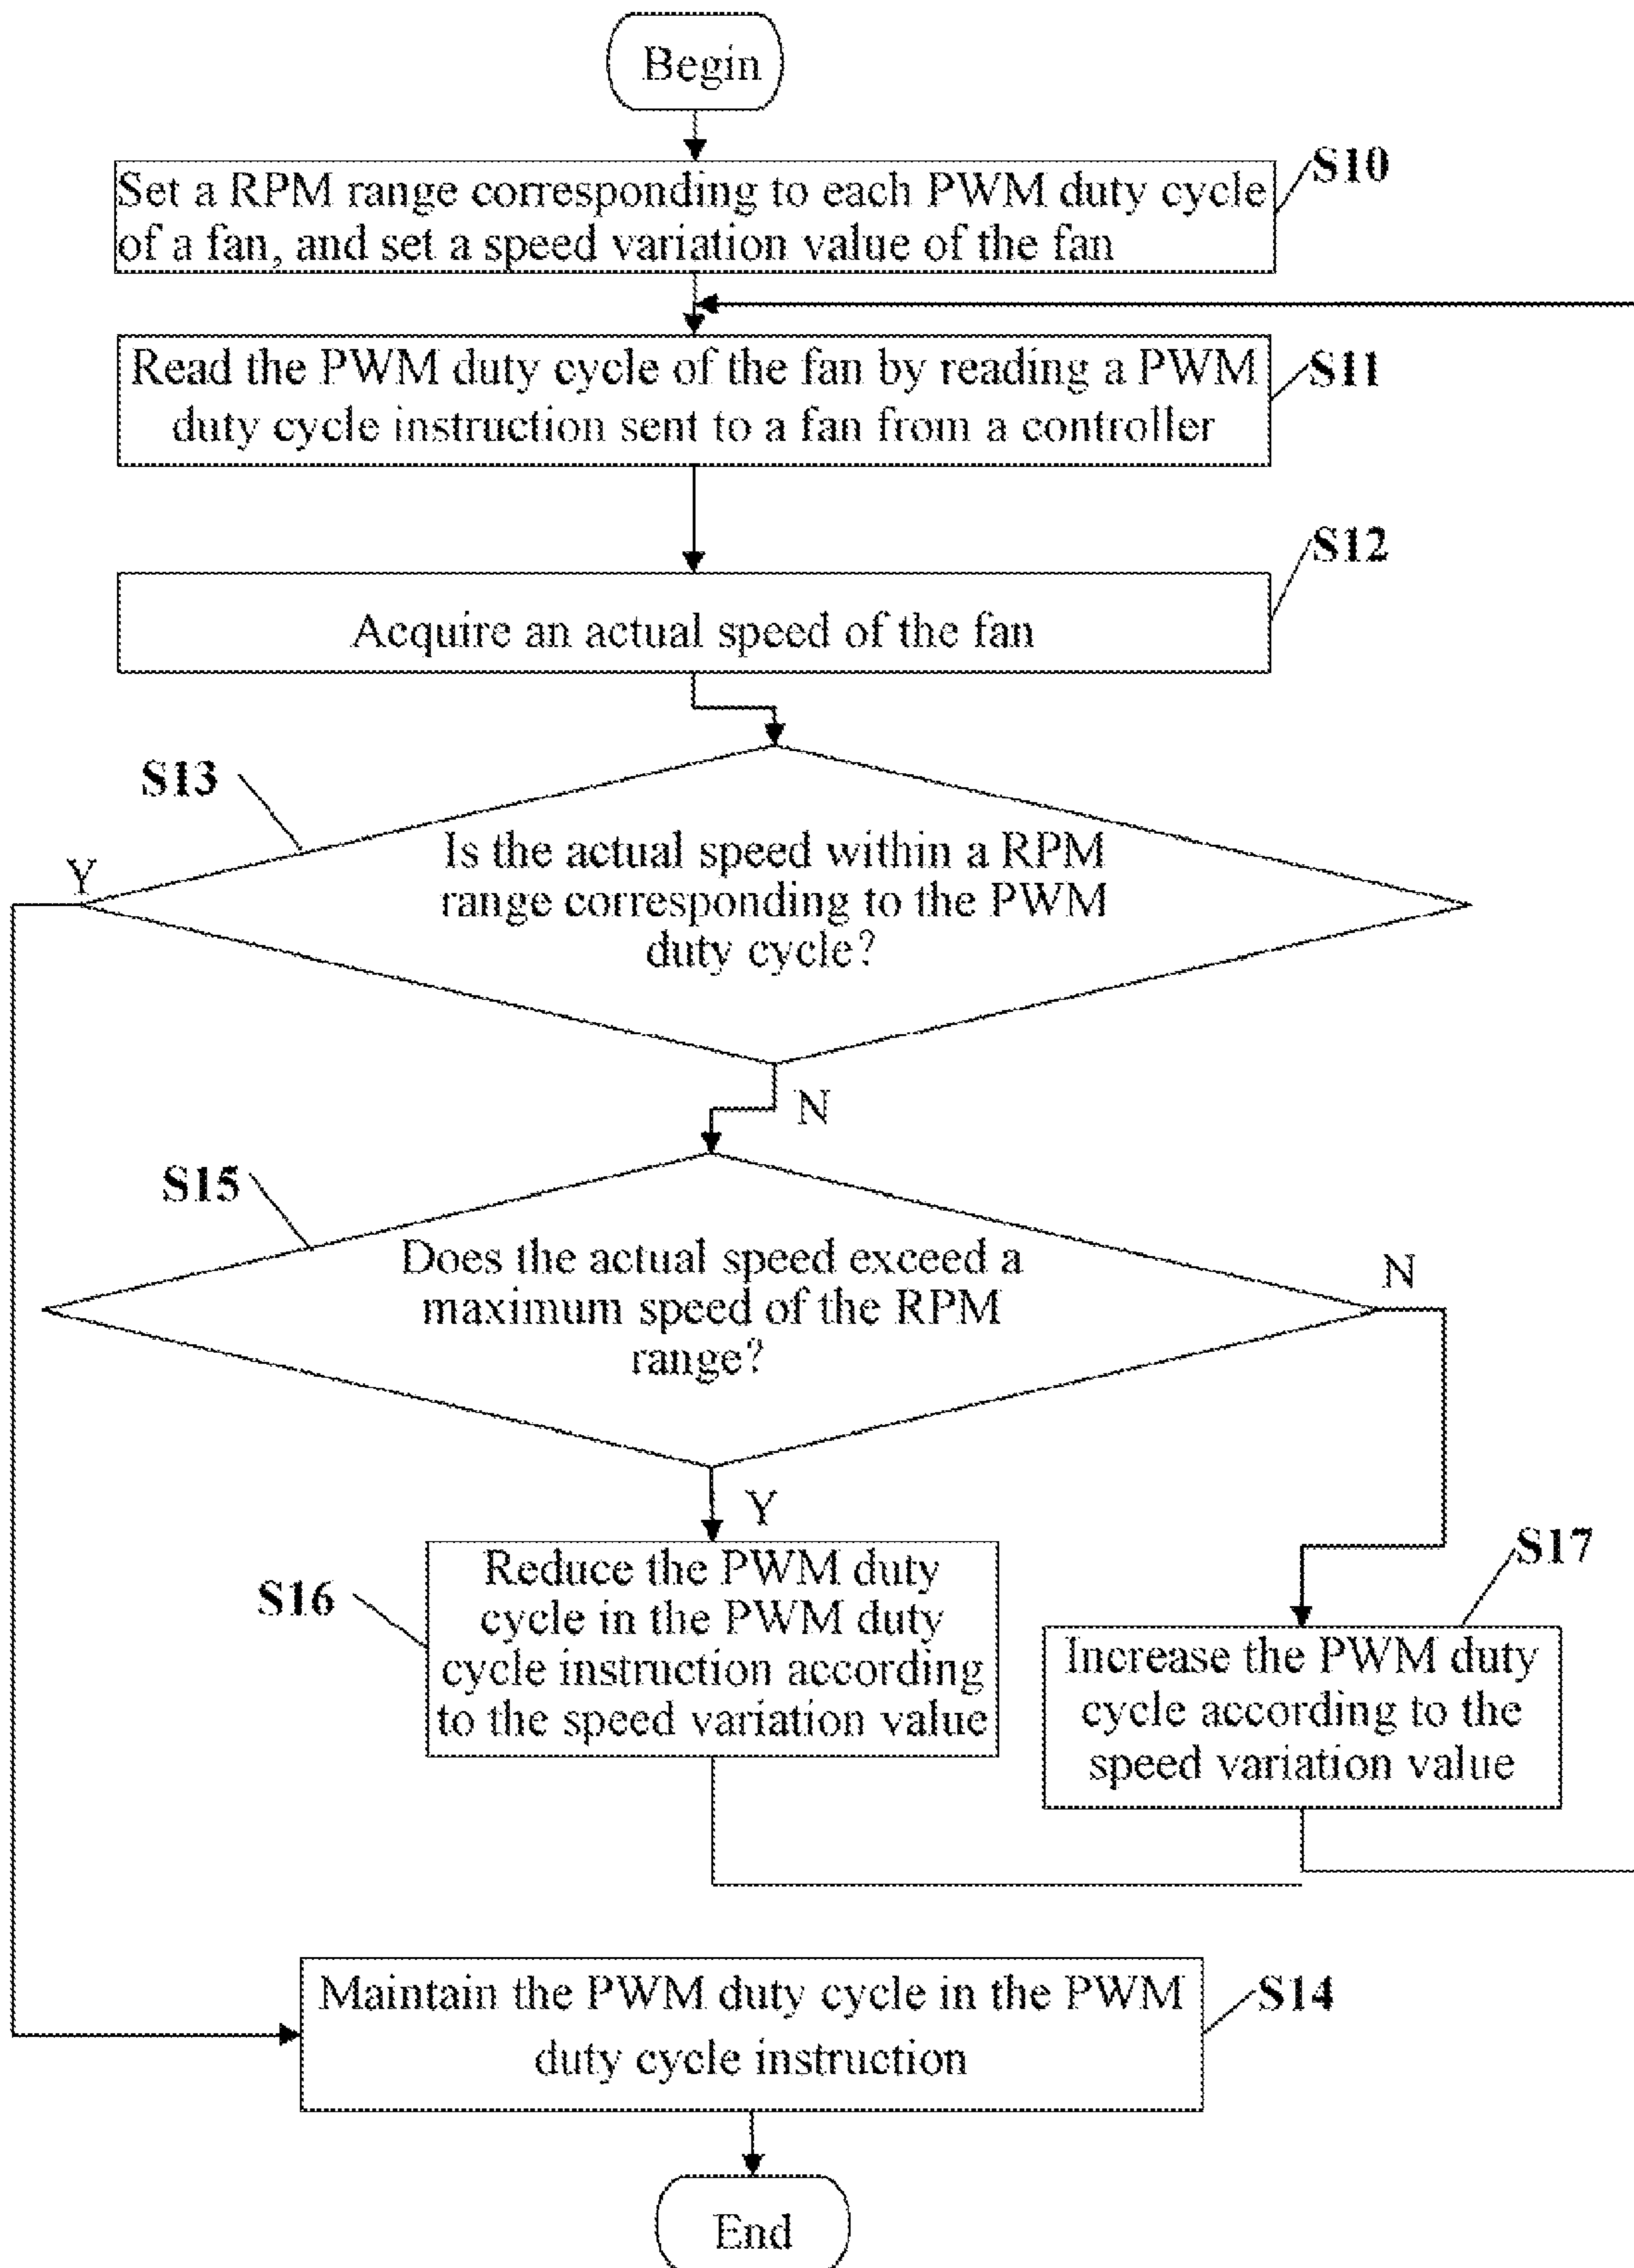 Begin
S10
Set a RPM range corresponding to each PWM duty cycle
of a fan, and set a speed variation value of the fan
S11
Read the PWM duty cycle of the fan by reading a PWM
duty cycle instruction sent to a fan from a controller
S12
Acquire an actual speed of the fan
S13
Y
Is the actual speed within a RPM
range corresponding to the PWM
duty cycle?
N
S15
Does the actual speed exceed a
maximum speed of the RPM
range?
N
Y
S16
Reduce the PWM duty
cycle in the PWM duty
cycle instruction according
to the speed variation value
S17
Increase the PWM duty
cycle according to the
speed variation value
Maintain the PWM duty cycle in the PWM
duty cycle instruction
S14
End